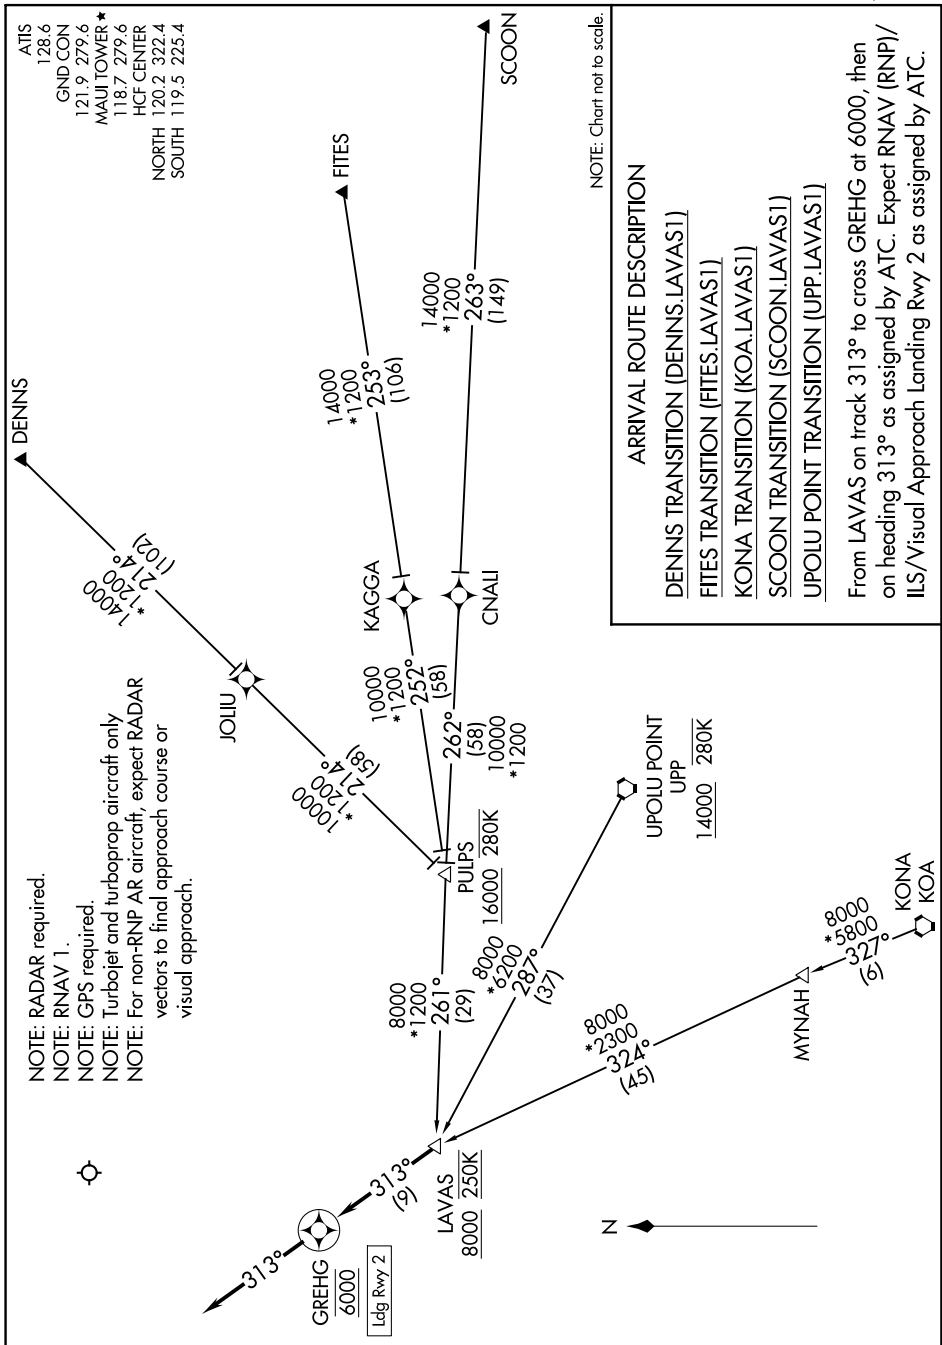 NOTE: RADAR required.
NOTE: RNAV 1.
NOTE: GPS required.
NOTE: Turbojet and turboprop aircraft only
NOTE: For non-RNP AR aircraft, expect RADAR
vectors to final approach course or
visual approach.
ATIS
128.6
GND CON
121.9 279.6
MAUI TOWER★
118.7 279.6
HCF CENTER
NORTH 120.2 322.4
SOUTH 119.5 225.4
DENNS
14000
*1200
214°
(102)
JOLIU
10000
*1200
214°
(58)
FITES
14000
*1200
253°
(106)
KAGGA
10000
*1200
252°
(58)
SCOON
14000
*1200
263°
(149)
CNALI
262°
(58)
10000
*1200
PULPS
16000 280K
8000
*1200
261°
(29)
313°
GREHG
6000
Ldg Rwy 2
313°
(9)
LAVAS
8000 250K
8000
*6200
287°
(37)
UPOLU POINT
UPP
14000 280K
8000
*2300
324°
(45)
MYNAH
8000
*5800
327°
(6)
KONA
KOA
N
NOTE: Chart not to scale.
ARRIVAL ROUTE DESCRIPTION
DENNS TRANSITION (DENNS.LAVAS1)
FITES TRANSITION (FITES.LAVAS1)
KONA TRANSITION (KOA.LAVAS1)
SCOON TRANSITION (SCOON.LAVAS1)
UPOLU POINT TRANSITION (UPP.LAVAS1)
From LAVAS on track 313° to cross GREHG at 6000, then
on heading 313° as assigned by ATC. Expect RNAV (RNP)/
ILS/Visual Approach Landing Rwy 2 as assigned by ATC.